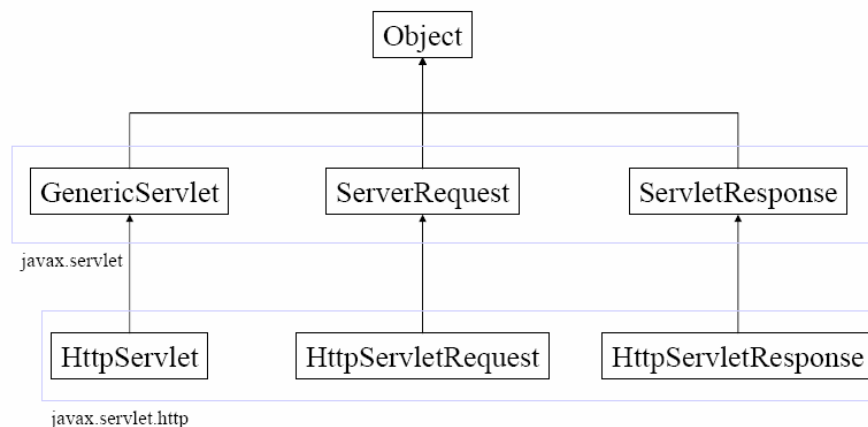 Object
GenericServlet
ServerRequest
ServletResponse
javax.servlet
HttpServlet
HttpServletRequest
HttpServletResponse
javax.servlet.http